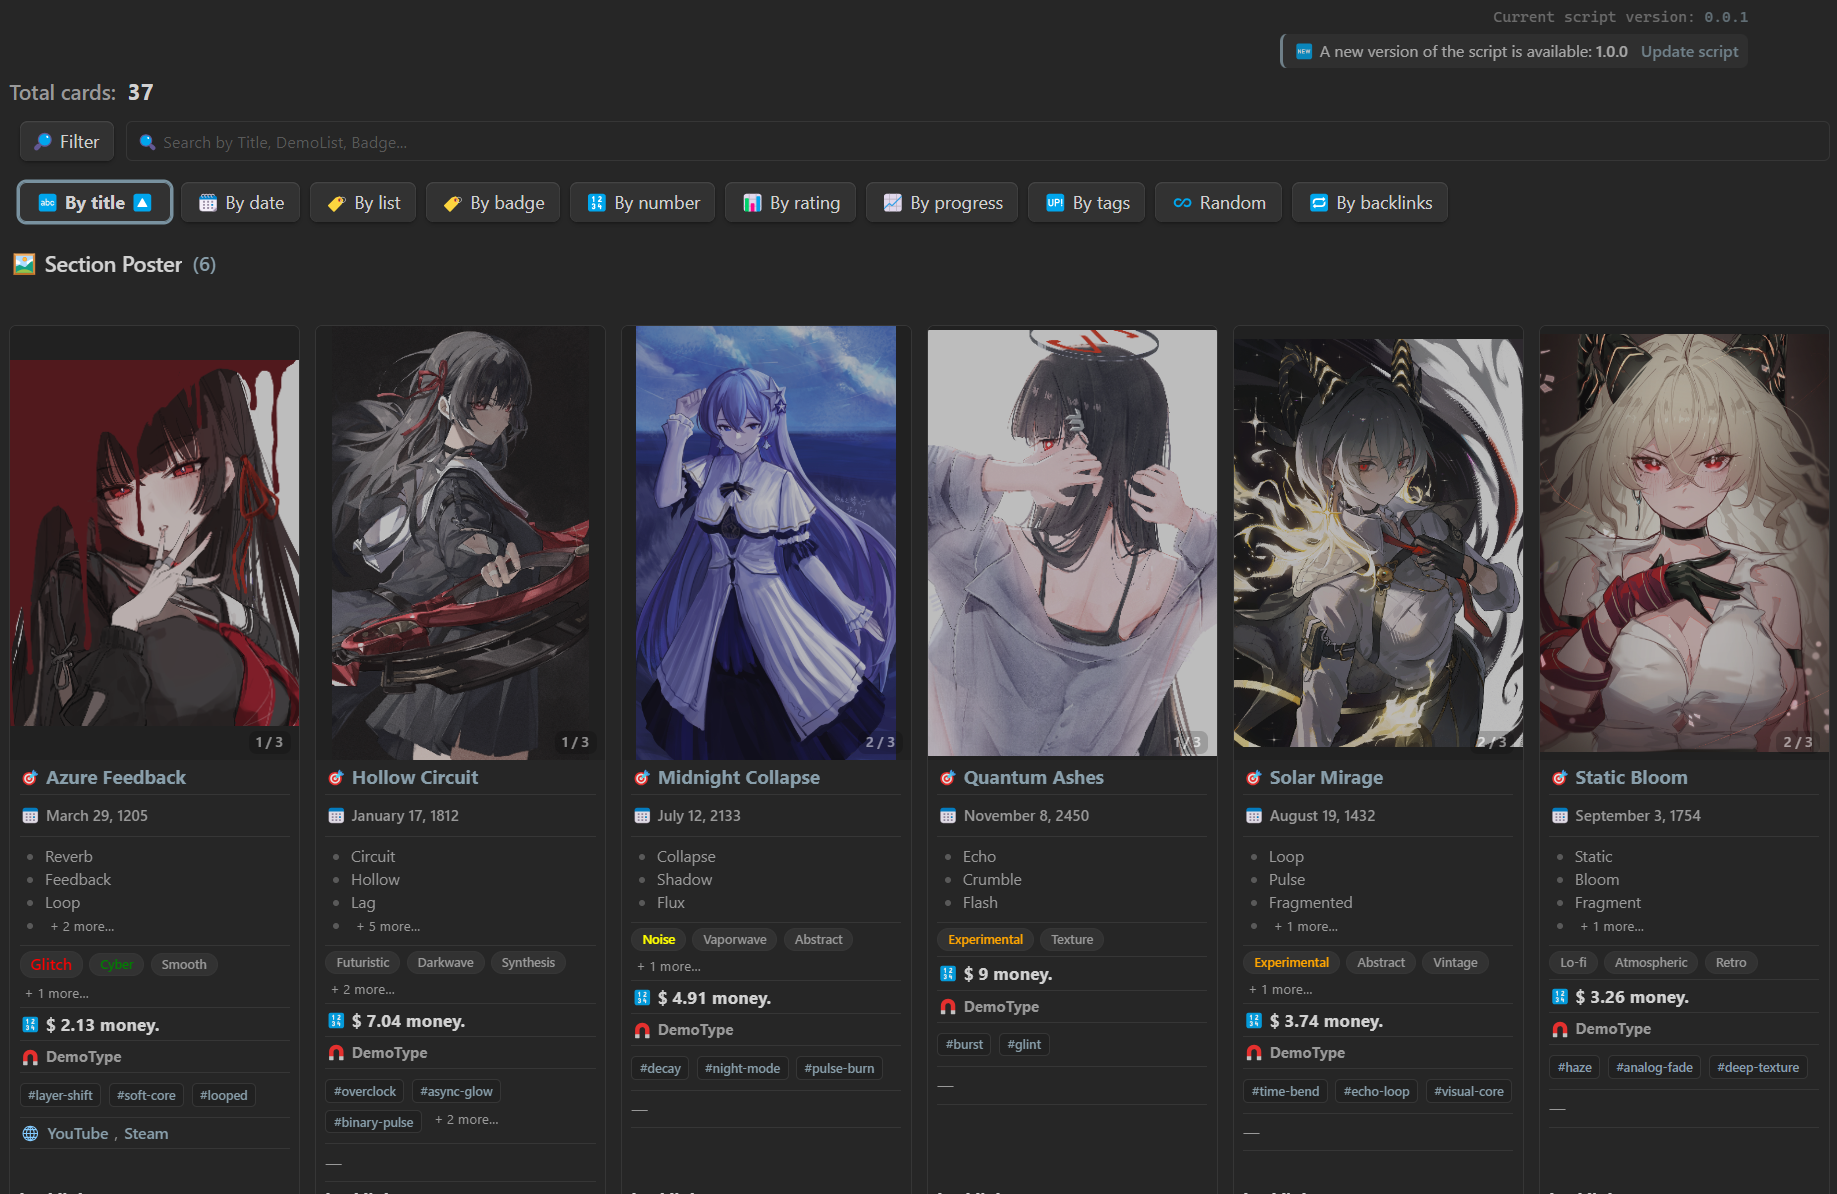 Current script version: 0.0.1
NEW A new version of the script is available: 1.0.0 Update script
Total cards: 37
Filter
Search by Title, DemoList, Badge...
abc By title
By date
By list
By badge
1234 By number
By rating
By progress
UP! By tags
Random
By backlinks
Section Poster (6)
1 / 3
Azure Feedback
March 29, 1205
Reverb
Feedback
Loop
+ 2 more...
Glitch Cyber Smooth
+ 1 more...
1234 $ 2.13 money.
DemoType
#layer-shift #soft-core #looped
YouTube , Steam
1 / 3
Hollow Circuit
January 17, 1812
Circuit
Hollow
Lag
+ 5 more...
Futuristic Darkwave Synthesis
+ 2 more...
1234 $ 7.04 money.
DemoType
#overclock #async-glow
#binary-pulse + 2 more...
—
2 / 3
Midnight Collapse
July 12, 2133
Collapse
Shadow
Flux
Noise Vaporwave Abstract
+ 1 more...
1234 $ 4.91 money.
DemoType
#decay #night-mode #pulse-burn
—
1 / 3
Quantum Ashes
November 8, 2450
Echo
Crumble
Flash
Experimental Texture
1234 $ 9 money.
DemoType
#burst #glint
—
2 / 3
Solar Mirage
August 19, 1432
Loop
Pulse
Fragmented
+ 1 more...
Experimental Abstract Vintage
+ 1 more...
1234 $ 3.74 money.
DemoType
#time-bend #echo-loop #visual-core
—
2 / 3
Static Bloom
September 3, 1754
Static
Bloom
Fragment
+ 1 more...
Lo-fi Atmospheric Retro
1234 $ 3.26 money.
DemoType
#haze #analog-fade #deep-texture
—